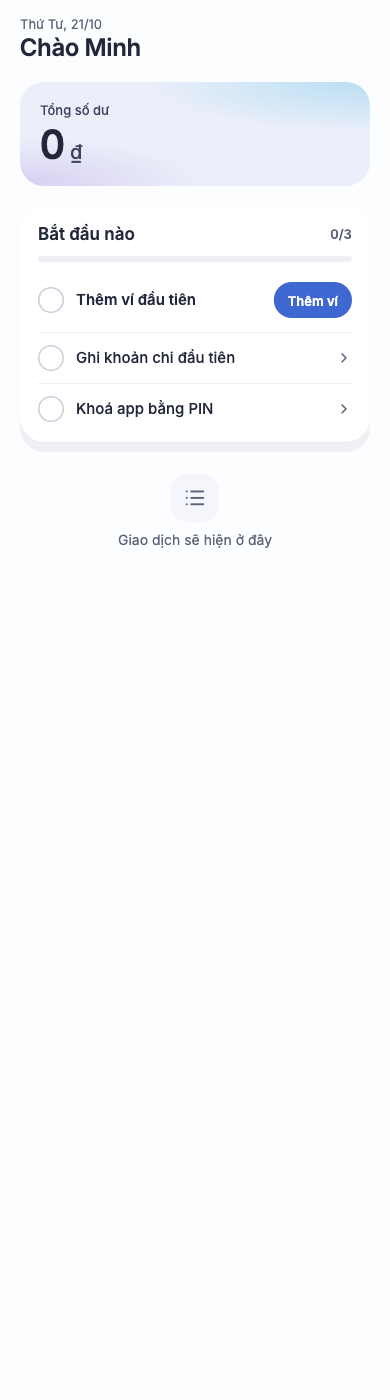 Thứ Tư, 21/10
Chào Minh
Tổng số dư
0 ₫
Bắt đầu nào
0/3
Thêm ví đầu tiên
Thêm ví
Ghi khoản chi đầu tiên
Khoá app bằng PIN
Giao dịch sẽ hiện ở đây